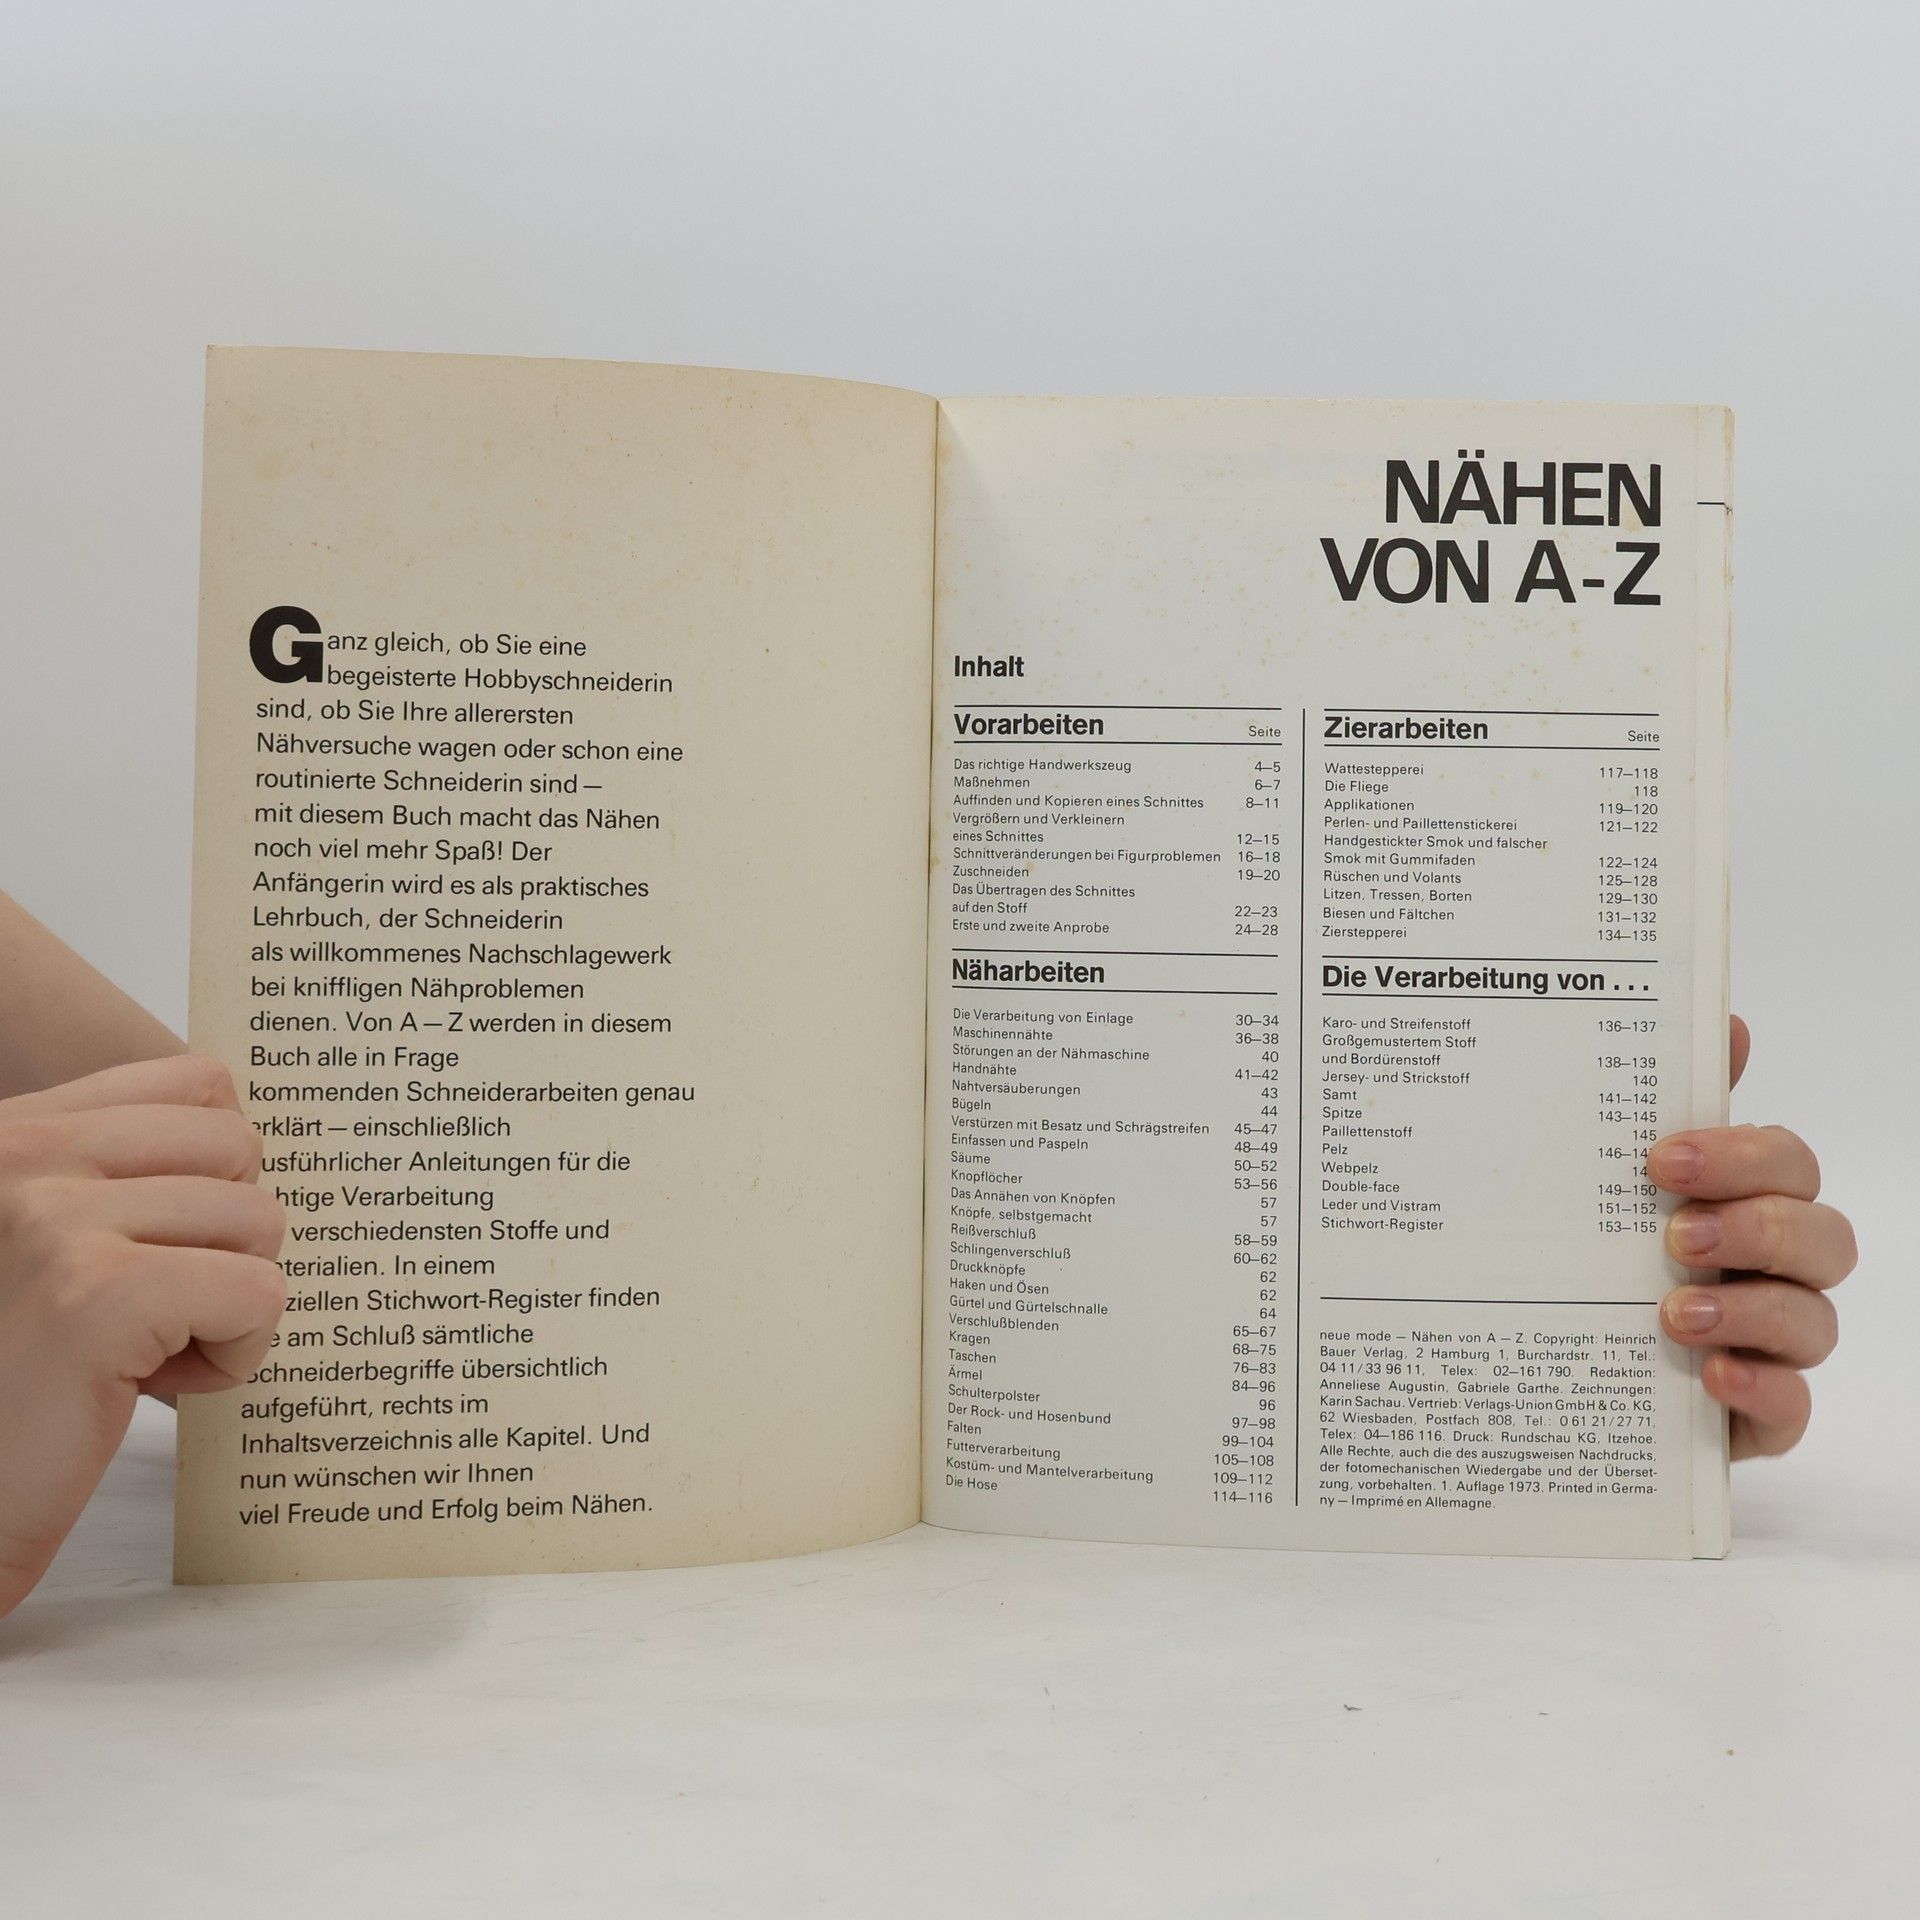 Ganz gleich, ob Sie eine
begeisterte Hobbyschneiderin
sind, ob Sie Ihre allerersten
Nähversuche wagen oder schon eine
routinierte Schneiderin sind —
mit diesem Buch macht das Nähen
noch viel mehr Spaß! Der
Anfängerin wird es als praktisches
Lehrbuch, der Schneiderin
als willkommenes Nachschlagewerk
bei kniffligen Nähproblemen
dienen. Von A — Z werden in diesem
Buch alle in Frage
kommenden Schneiderarbeiten genau
erklärt — einschließlich
usführlicher Anleitungen für die
htige Verarbeitung
verschiedensten Stoffe und
terialien. In einem
ziellen Stichwort-Register finden
e am Schluß sämtliche
chneiderbegriffe übersichtlich
aufgeführt, rechts im
Inhaltsverzeichnis alle Kapitel. Und
nun wünschen wir Ihnen
viel Freude und Erfolg beim Nähen.
NÄHEN
VON A-Z
Inhalt
Vorarbeiten Seite
Das richtige Handwerkszeug 4—5
Maßnehmen 6—7
Auffinden und Kopieren eines Schnittes 8—11
Vergrößern und Verkleinern
eines Schnittes 12—15
Schnittveränderungen bei Figurproblemen 16—18
Zuschneiden 19—20
Das Übertragen des Schnittes
auf den Stoff 22—23
Erste und zweite Anprobe 24—28
Näharbeiten
Die Verarbeitung von Einlage 30—34
Maschinennähte 36—38
Störungen an der Nähmaschine 40
Handnähte 41—42
Nahtversäuberungen 43
Bügeln 44
Verstürzen mit Besatz und Schrägstreifen 45—47
Einfassen und Paspeln 48—49
Säume 50—52
Knopflöcher 53—56
Das Annähen von Knöpfen 57
Knöpfe, selbstgemacht 57
Reißverschluß 58—59
Schlingenverschluß 60—62
Druckknöpfe 62
Haken und Ösen 62
Gürtel und Gürtelschnalle 64
Verschlußblenden 65—67
Kragen 68—75
Taschen 76—83
Ärmel 84—96
Schulterpolster 96
Der Rock- und Hosenbund 97—98
Falten 99—104
Futterverarbeitung 105—108
Kostüm- und Mantelverarbeitung 109—112
Die Hose 114—116
Zierarbeiten Seite
Wattestepperei 117—118
Die Fliege 118
Applikationen 119—120
Perlen- und Paillettenstickerei 121—122
Handgestickter Smok und falscher
Smok mit Gummifaden 122—124
Rüschen und Volants 125—128
Litzen, Tressen, Borten 129—130
Biesen und Fältchen 131—132
Zierstepperei 134—135
Die Verarbeitung von . . .
Karo- und Streifenstoff 136—137
Großgemustertem Stoff
und Bordürenstoff 138—139
Jersey- und Strickstoff 140
Samt 141—142
Spitze 143—145
Paillettenstoff 145
Pelz 146—14
Webpelz 14
Double-face 149—150
Leder und Vistram 151—152
Stichwort-Register 153—155
neue mode — Nähen von A — Z. Copyright: Heinrich
Bauer Verlag, 2 Hamburg 1, Burchardstr. 11, Tel.:
04 11/33 96 11, Telex: 02—161 790. Redaktion:
Anneliese Augustin, Gabriele Garthe. Zeichnungen:
Karin Sachau. Vertrieb: Verlags-Union GmbH & Co. KG,
62 Wiesbaden, Postfach 808, Tel.: 0 61 21/27 71,
Telex: 04—186 116. Druck: Rundschau KG, Itzehoe.
Alle Rechte, auch die des auszugsweisen Nachdrucks,
der fotomechanischen Wiedergabe und der Überset-
zung, vorbehalten. 1. Auflage 1973. Printed in Germa-
ny — Imprimé en Allemagne.